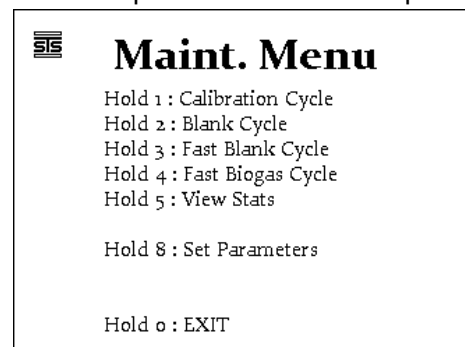 STS
Maint. Menu
Hold 1 : Calibration Cycle
Hold 2 : Blank Cycle
Hold 3 : Fast Blank Cycle
Hold 4 : Fast Biogas Cycle
Hold 5 : View Stats
Hold 8 : Set Parameters
Hold 0 : EXIT